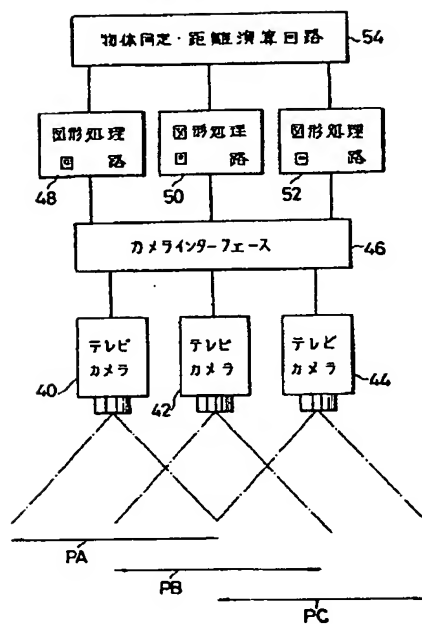 物体同定・距離演算回路
54
図形処理
回路
48
図形処理
回路
50
図形処理
回路
52
カメラインターフェース
46
テレビ
カメラ
40
テレビ
カメラ
42
テレビ
カメラ
44
PA
PB
PC